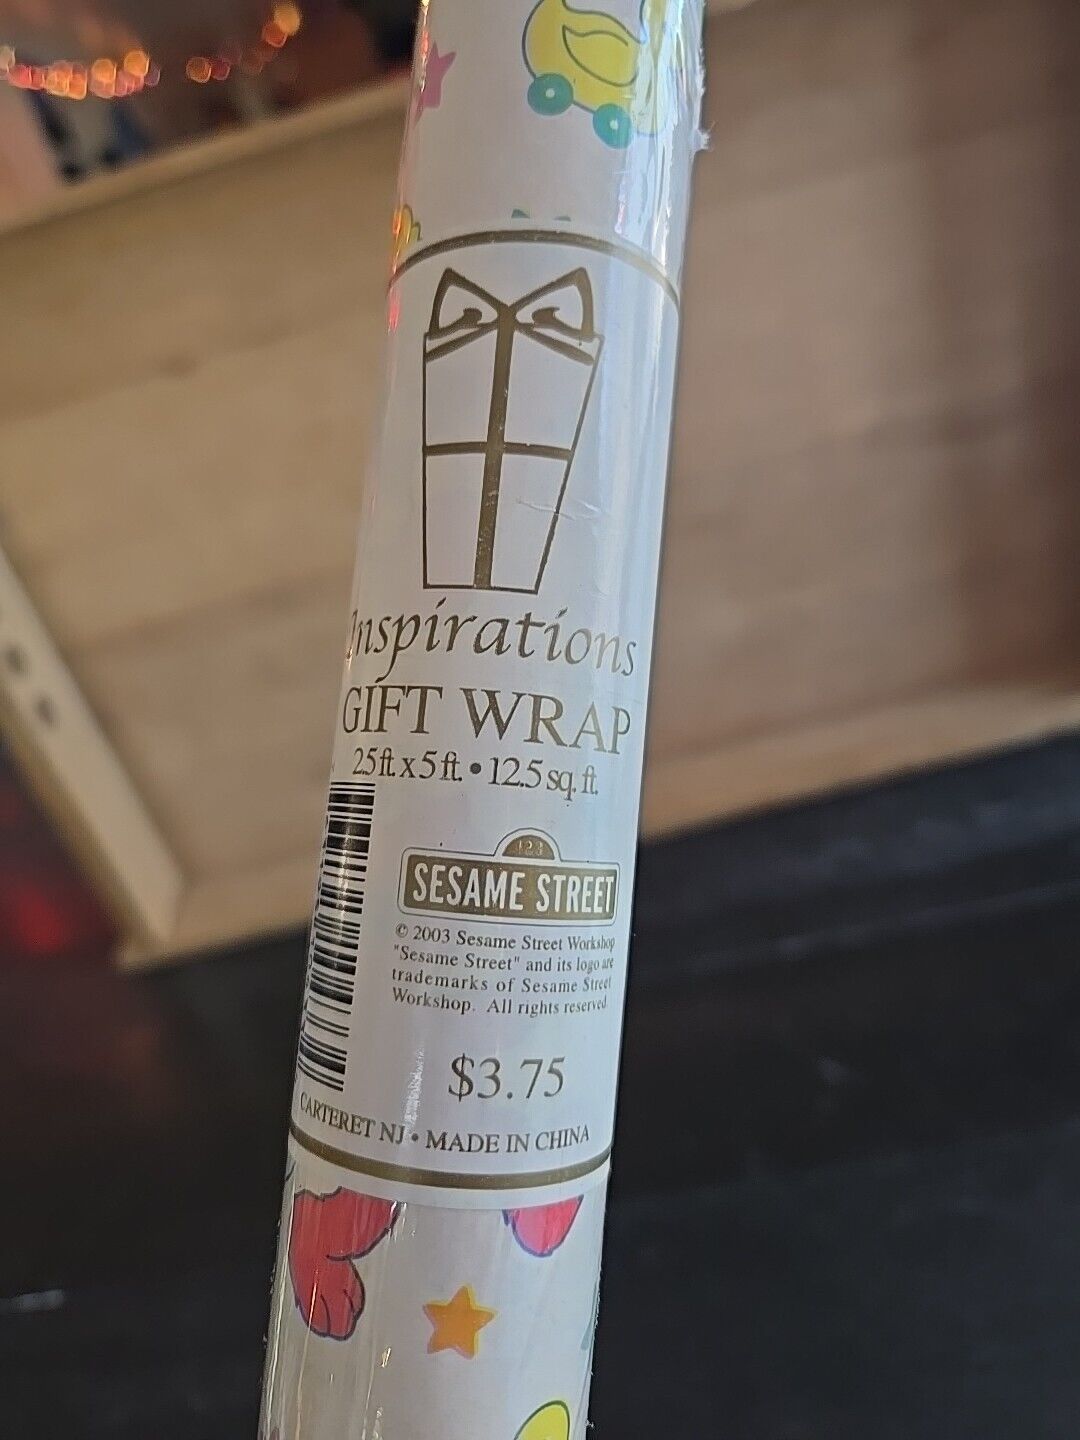 Inspirations
GIFT WRAP
2.5 ft. x 5 ft. • 12.5 sq. ft.
123
SESAME STREET
© 2003 Sesame Street Workshop
"Sesame Street" and its logo are
trademarks of Sesame Street
Workshop. All rights reserved.
$3.75
CARTERET NJ • MADE IN CHINA